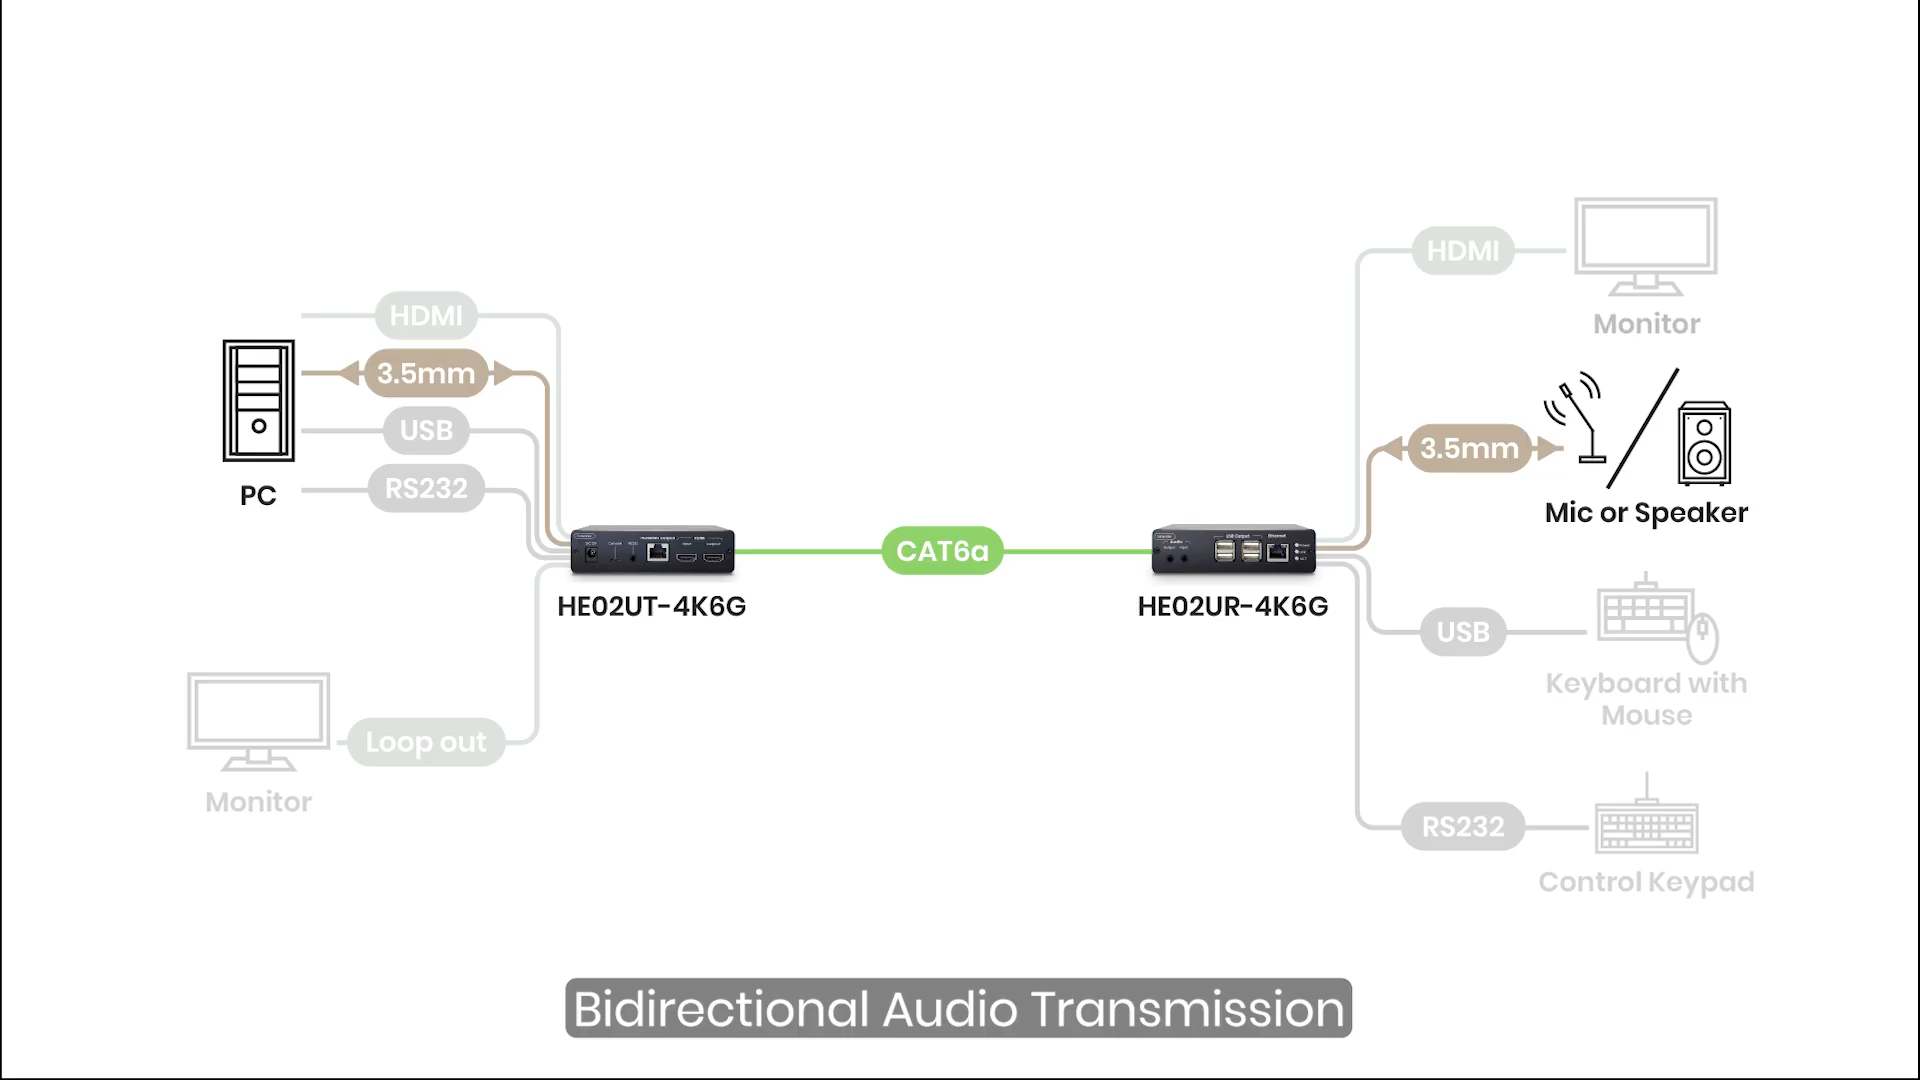 HDMI
3.5mm
USB
RS232
PC
Loop out
Monitor
HE02UT-4K6G
CAT6a
HE02UR-4K6G
HDMI
Monitor
3.5mm
Mic or Speaker
USB
Keyboard with
Mouse
RS232
Control Keypad
Bidirectional Audio Transmission